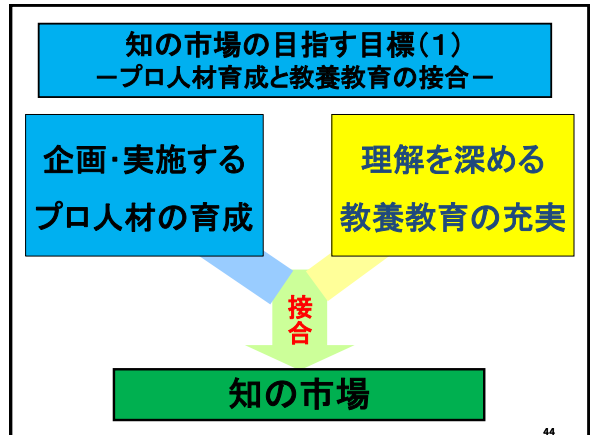 知の市場の目指す目標(1)
－プロ人材育成と教養教育の接合－
企画・実施する
プロ人材の育成
理解を深める
教養教育の充実
接合
知の市場
44